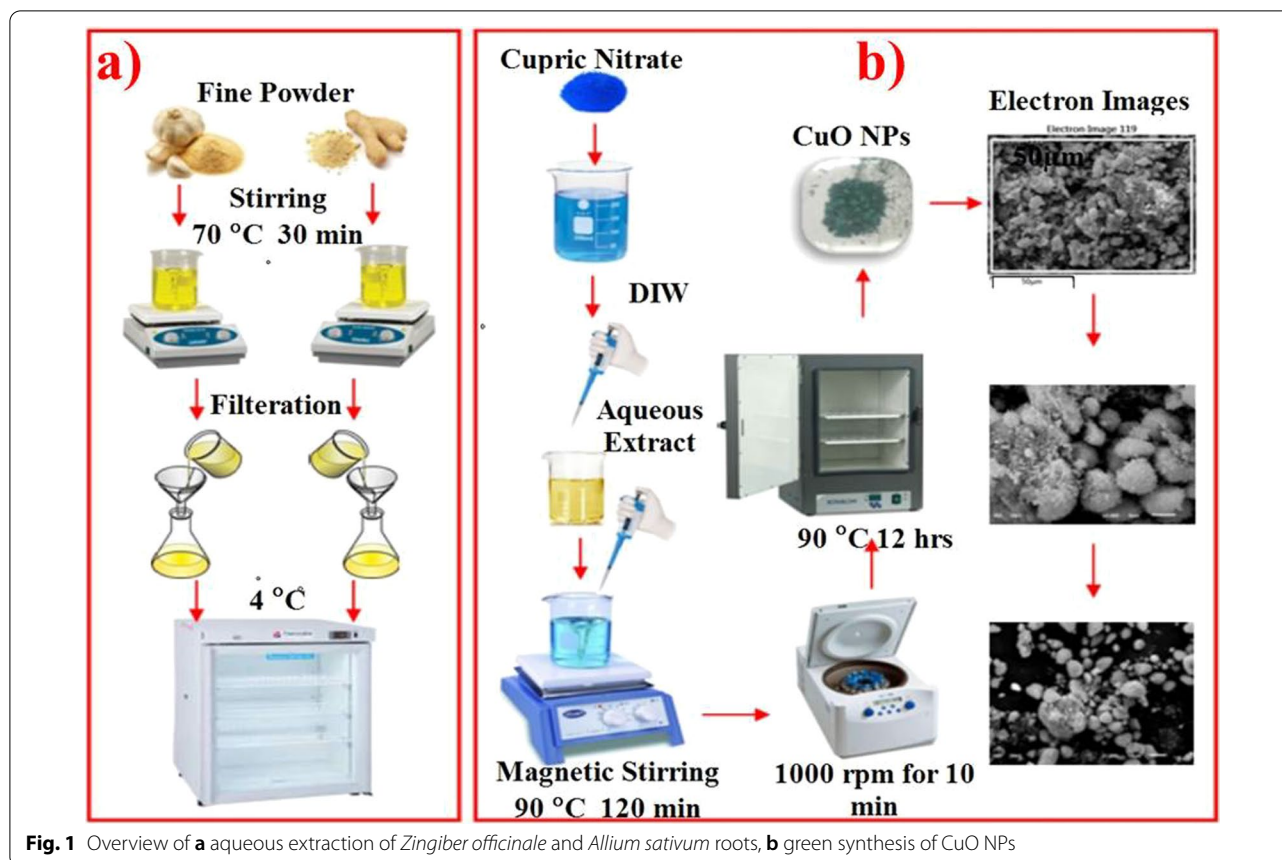 a)
Fine Powder
Stirring
70 °C 30 min
Filteration
4 °C
b)
Cupric Nitrate
DIW
Aqueous
Extract
Magnetic Stirring
90 °C 120 min
1000 rpm for 10
min
90 °C 12 hrs
CuO NPs
Electron Images
Electron Image 119
50µm
50µm
Fig. 1 Overview of a aqueous extraction of Zingiber officinale and Allium sativum roots, b green synthesis of CuO NPs